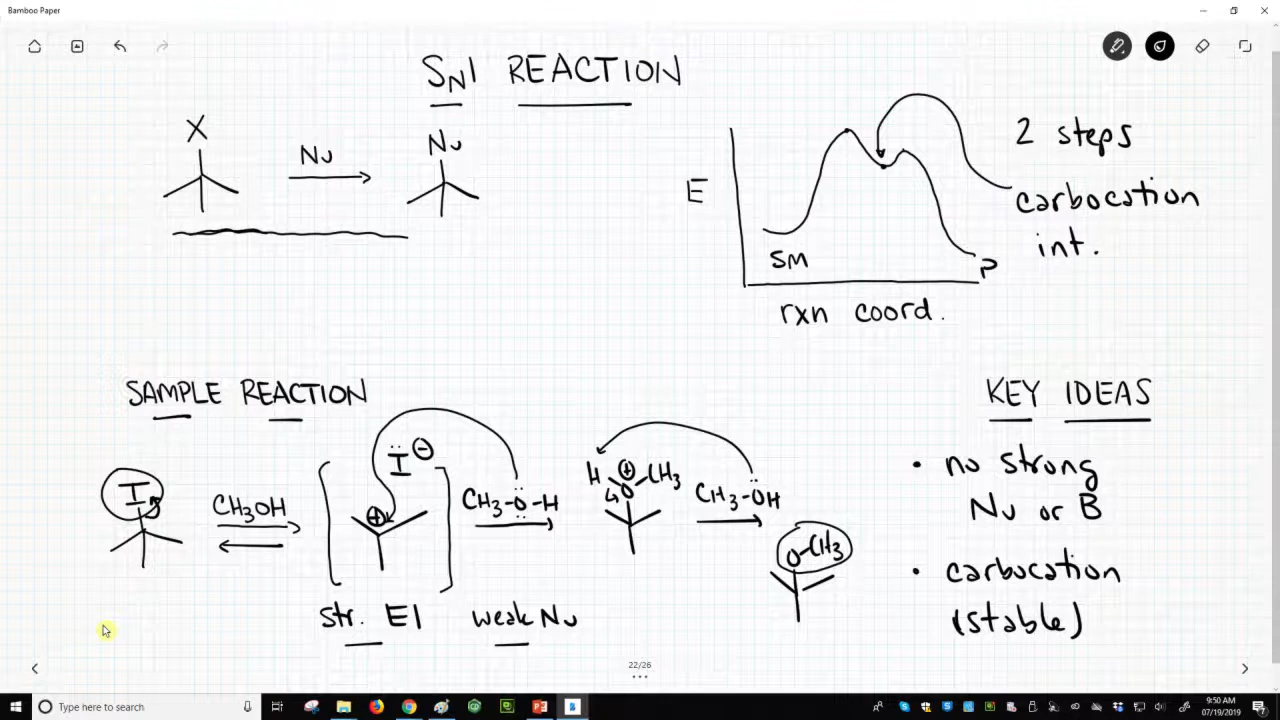 Bamboo Paper
SN1 REACTION
X
Nu
Nu
E
SM
P
rxn coord.
2 steps
carbocation
int.
SAMPLE REACTION
I
CH3OH
I ⊖
⊕
CH3-O-H
H ⊕ CH3
O
CH3-OH
O-CH3
str. El weak Nu
KEY IDEAS
• no strong
Nu or B
• carbocation
(stable)
22/26
Type here to search
9:50 AM
07/19/2019